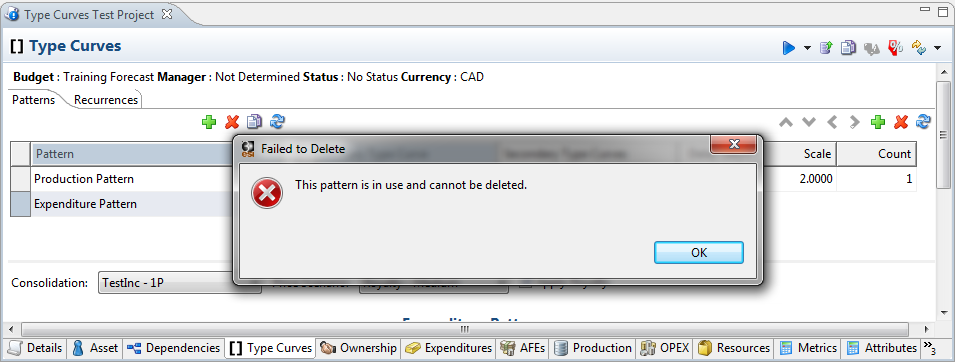 Type Curves Test Project
[ ] Type Curves
Budget : Training Forecast Manager : Not Determined Status : No Status Currency : CAD
Patterns Recurrences
Failed to Delete
Pattern Scale Count
This pattern is in use and cannot be deleted.
Production Pattern 2.0000 1
Expenditure Pattern
OK
Consolidation: TestInc - 1P
Details Asset Dependencies [ ] Type Curves Ownership Expenditures AFEs Production OPEX Resources Metrics Attributes »3